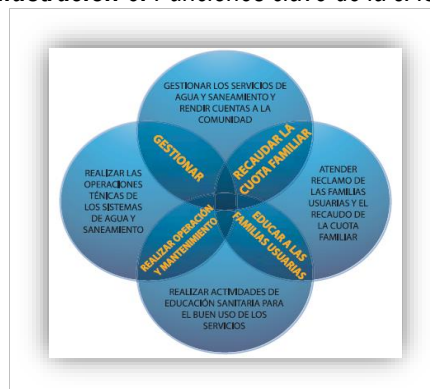 GESTIONAR LOS SERVICIOS DE
AGUA Y SANEAMIENTO Y
RENDIR CUENTAS A LA
COMUNIDAD
GESTIONAR
RECAUDAR LA
CUOTA FAMILIAR
REALIZAR LAS
OPERACIONES
TÉNICAS DE
LOS SISTEMAS
DE AGUA Y
SANEAMIENTO
ATENDER
RECLAMO DE
LAS FAMILIAS
USUARIAS Y EL
RECAUDO DE
LA CUOTA
FAMILIAR
REALIZAR OPERACIÓN
Y MANTENIMIENTO
EDUCAR A LAS
FAMILIAS USUARIAS
REALIZAR ACTIVIDADES DE
EDUCACIÓN SANITARIA PARA
EL BUEN USO DE LOS
SERVICIOS